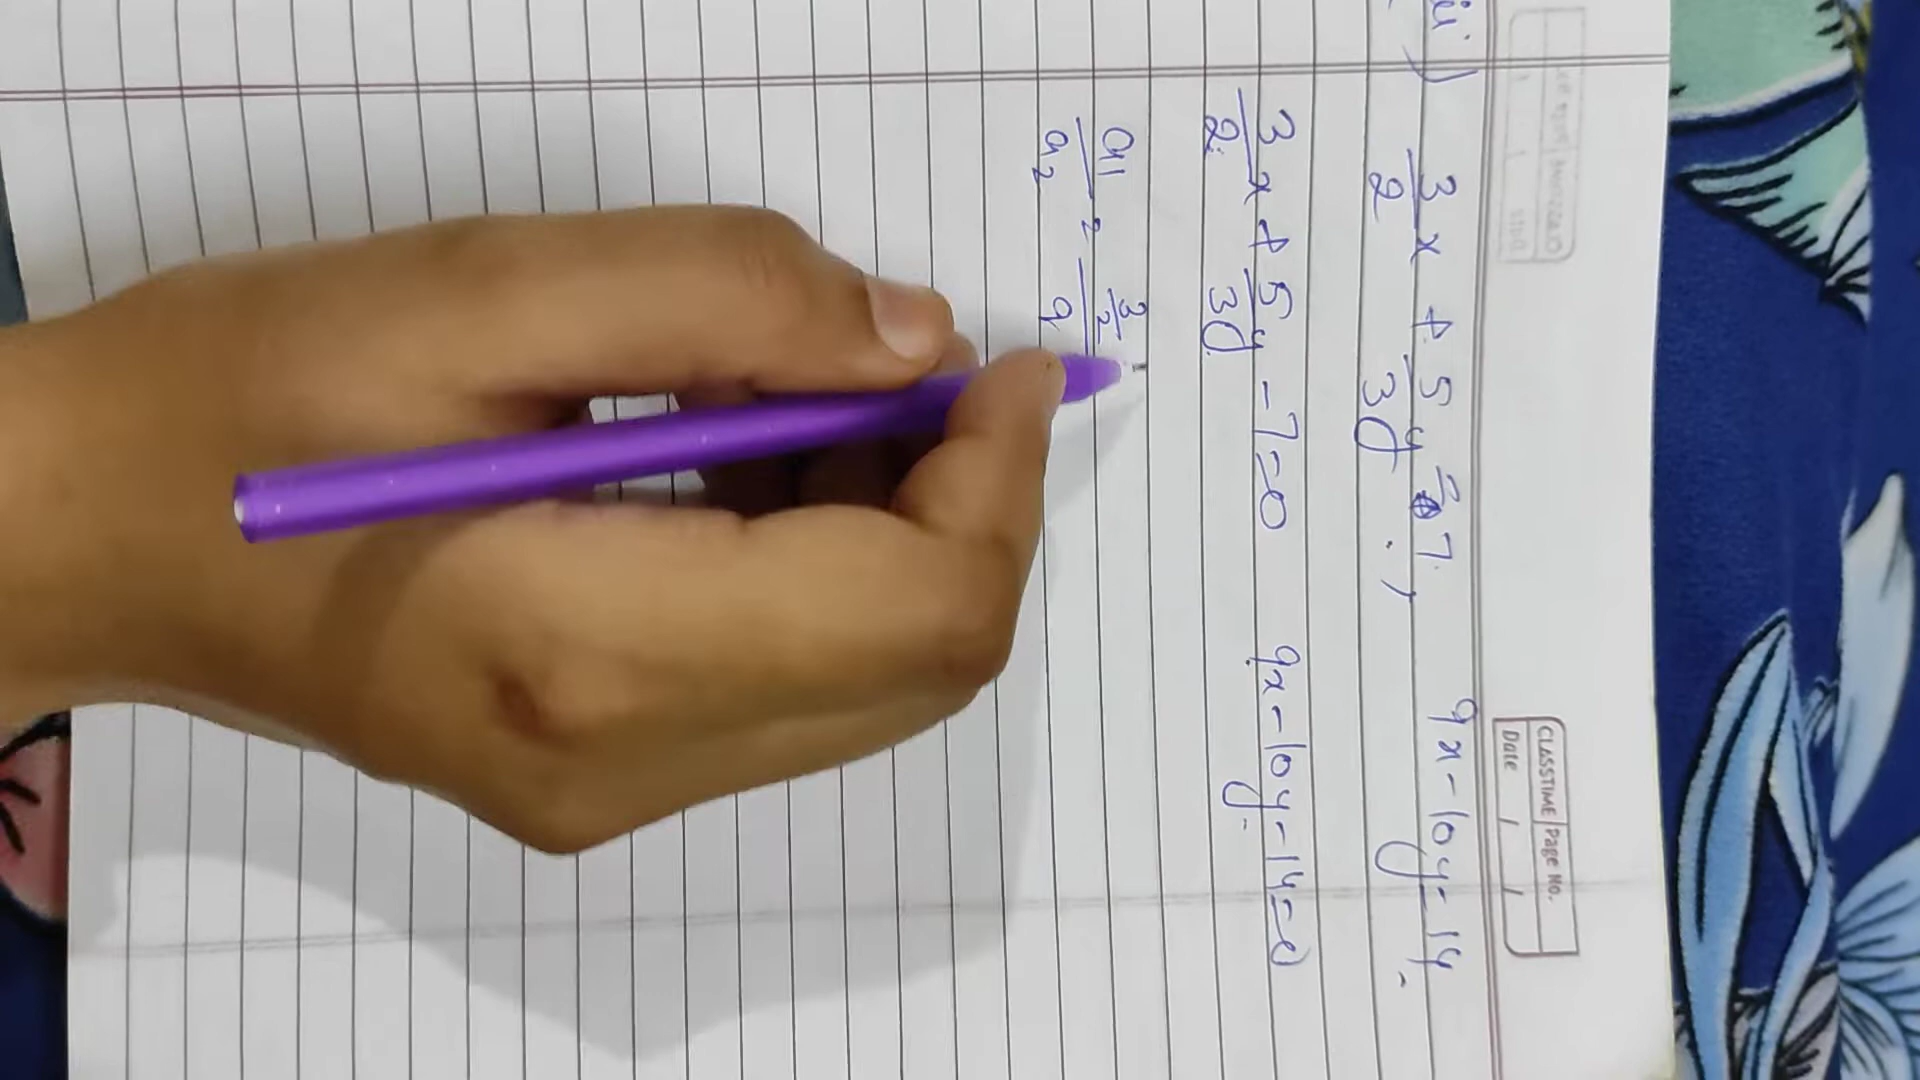 CLASSTIME Page No.
Date / /
ii) 3/2 x + 5/3 y = 7 , 9x - 10y = 14
3/2 x + 5/3 y - 7 = 0 9x - 10y - 14 = 0
a1/a2 = 3/2 / 9